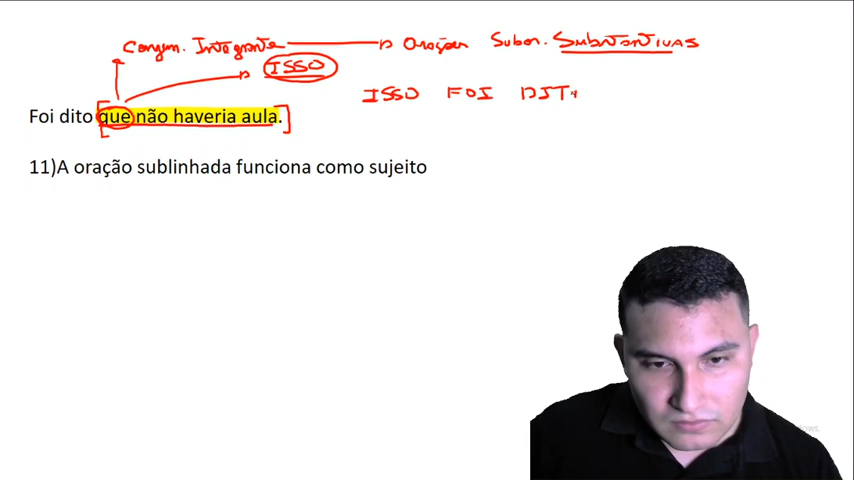 Conjun. Integrante Orações Subor. Substantivas
ISSO
ISSO FOI DIT
Foi dito que não haveria aula.
11)A oração sublinhada funciona como sujeito